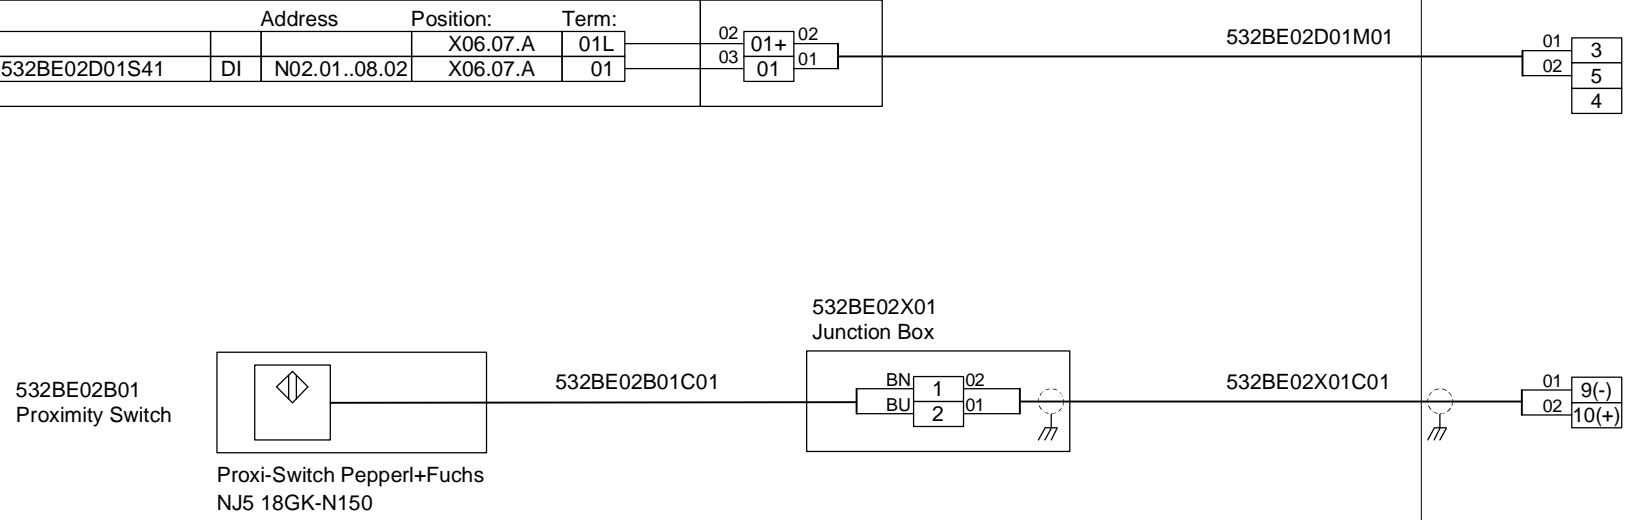 Address Position: Term:
X06.07.A 01L 02 01+ 02
532BE02D01S41 DI N02.01..08.02 X06.07.A 01 03 01 01
532BE02D01M01
01 3
02 5
4
532BE02X01
Junction Box
532BE02B01
Proximity Switch
532BE02B01C01
BN 1 02
BU 2 01
532BE02X01C01
01 9(-)
02 10(+)
Proxi-Switch Pepperl+Fuchs
NJ5 18GK-N150